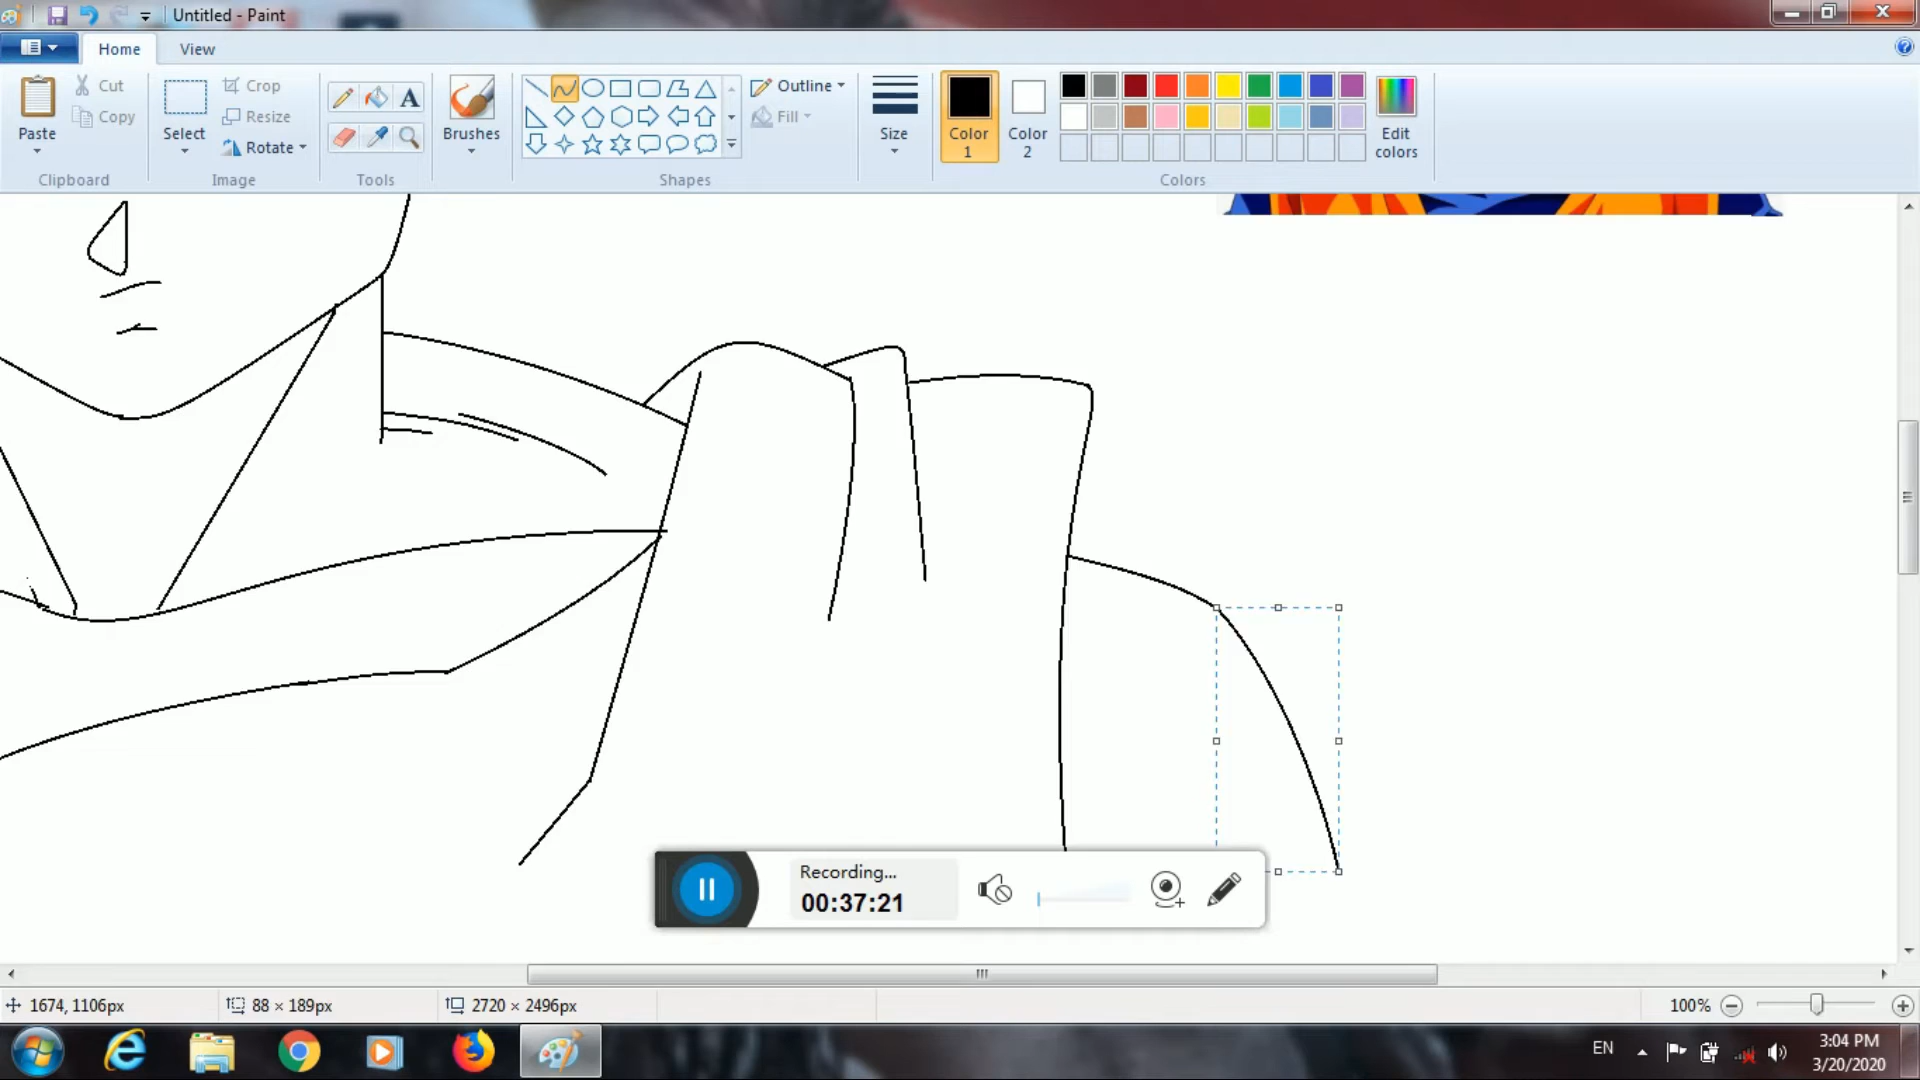 Untitled - Paint
Home View
Paste
Cut
Copy
Clipboard
Select
Crop
Resize
Rotate
Image
A
Tools
Brushes
Shapes
Outline
Fill
Size
Color 1
Color 2
Edit colors
Colors
Recording...
00:37:21
1674, 1106px 88 × 189px 2720 × 2496px 100%
EN 3:04 PM
3/20/2020